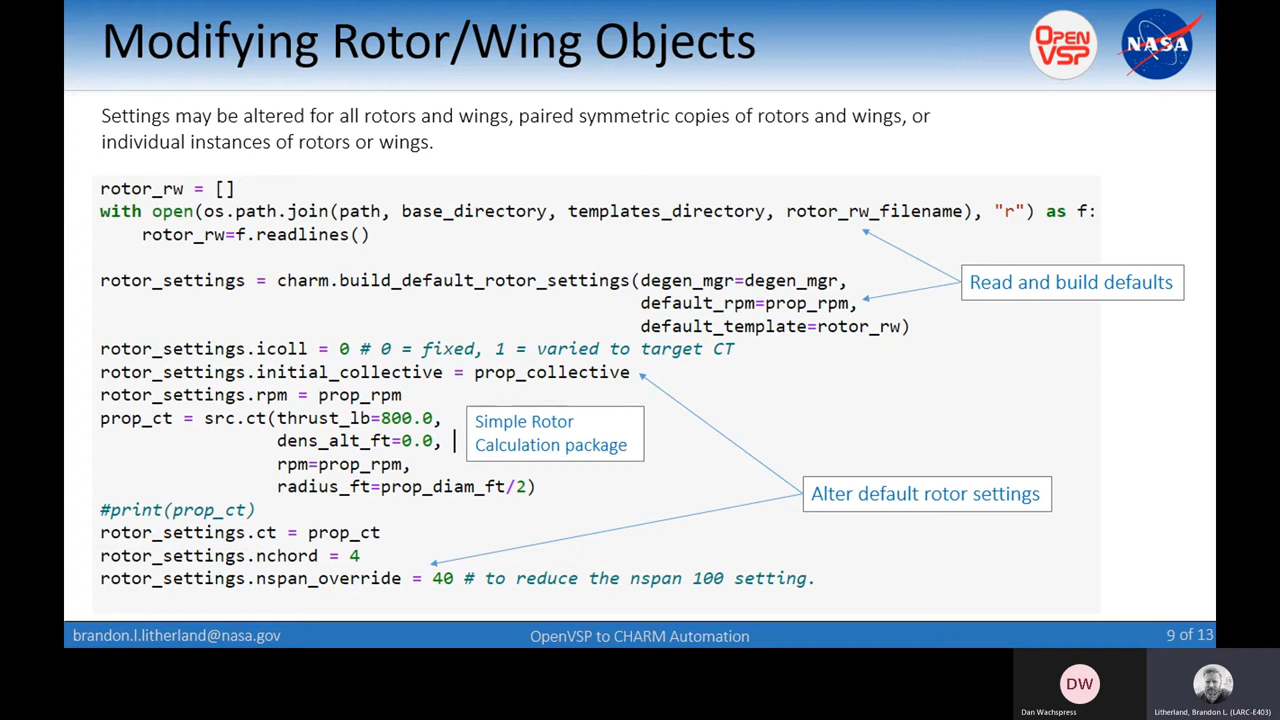 Modifying Rotor/Wing Objects
OPEN
VSP
NASA
Settings may be altered for all rotors and wings, paired symmetric copies of rotors and wings, or
individual instances of rotors or wings.
rotor_rw = []
with open(os.path.join(path, base_directory, templates_directory, rotor_rw_filename), "r") as f:
rotor_rw=f.readlines()
Read and build defaults
rotor_settings = charm.build_default_rotor_settings(degen_mgr=degen_mgr,
default_rpm=prop_rpm,
default_template=rotor_rw)
rotor_settings.icoll = 0 # 0 = fixed, 1 = varied to target CT
rotor_settings.initial_collective = prop_collective
rotor_settings.rpm = prop_rpm
prop_ct = src.ct(thrust_lb=800.0,
dens_alt_ft=0.0,
rpm=prop_rpm,
radius_ft=prop_diam_ft/2)
Simple Rotor
Calculation package
Alter default rotor settings
#print(prop_ct)
rotor_settings.ct = prop_ct
rotor_settings.nchord = 4
rotor_settings.nspan_override = 40 # to reduce the nspan 100 setting.
brandon.l.litherland@nasa.gov
OpenVSP to CHARM Automation
9 of 13
DW
Dan Wachspress
Litherland, Brandon L. (LARC-E403)